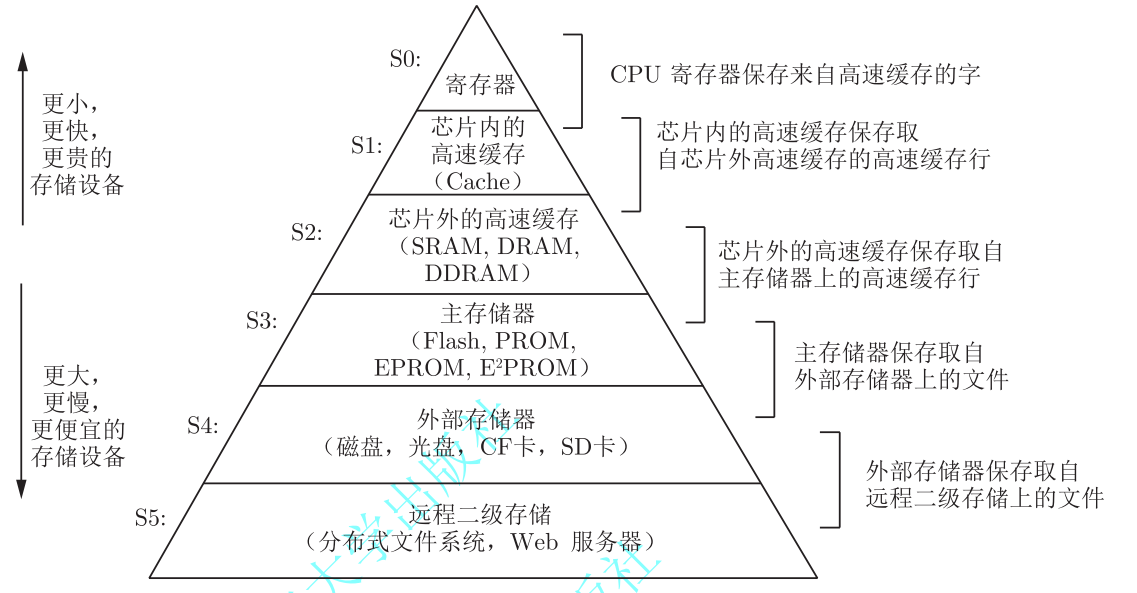 S0:
寄存器
CPU 寄存器保存来自高速缓存的字
更小，
更快，
更贵的
存储设备
S1:
芯片内的
高速缓存
（Cache）
芯片内的高速缓存保存取
自芯片外高速缓存的高速缓存行
S2:
芯片外的高速缓存
（SRAM, DRAM,
DDRAM）
芯片外的高速缓存保存取自
主存储器上的高速缓存行
S3:
主存储器
（Flash, PROM,
EPROM, E²PROM）
主存储器保存取自
外部存储器上的文件
更大，
更慢，
更便宜的
存储设备
S4:
外部存储器
（磁盘，光盘，CF卡，SD卡）
外部存储器保存取自
远程二级存储上的文件
S5:
远程二级存储
（分布式文件系统，Web 服务器）
大学出版社
版社